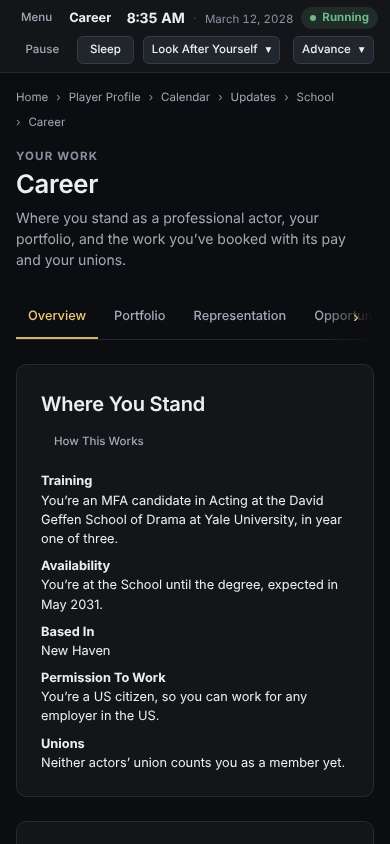 Menu Career 8:35 AM · March 12, 2028 Running
Pause Sleep Look After Yourself ▾ Advance ▾
Home › Player Profile › Calendar › Updates › School
› Career
YOUR WORK
Career
Where you stand as a professional actor, your
portfolio, and the work you’ve booked with its pay
and your unions.
Overview Portfolio Representation
Where You Stand
How This Works
Training
You’re an MFA candidate in Acting at the David
Geffen School of Drama at Yale University, in year
one of three.
Availability
You’re at the School until the degree, expected in
May 2031.
Based In
New Haven
Permission To Work
You’re a US citizen, so you can work for any
employer in the US.
Unions
Neither actors’ union counts you as a member yet.